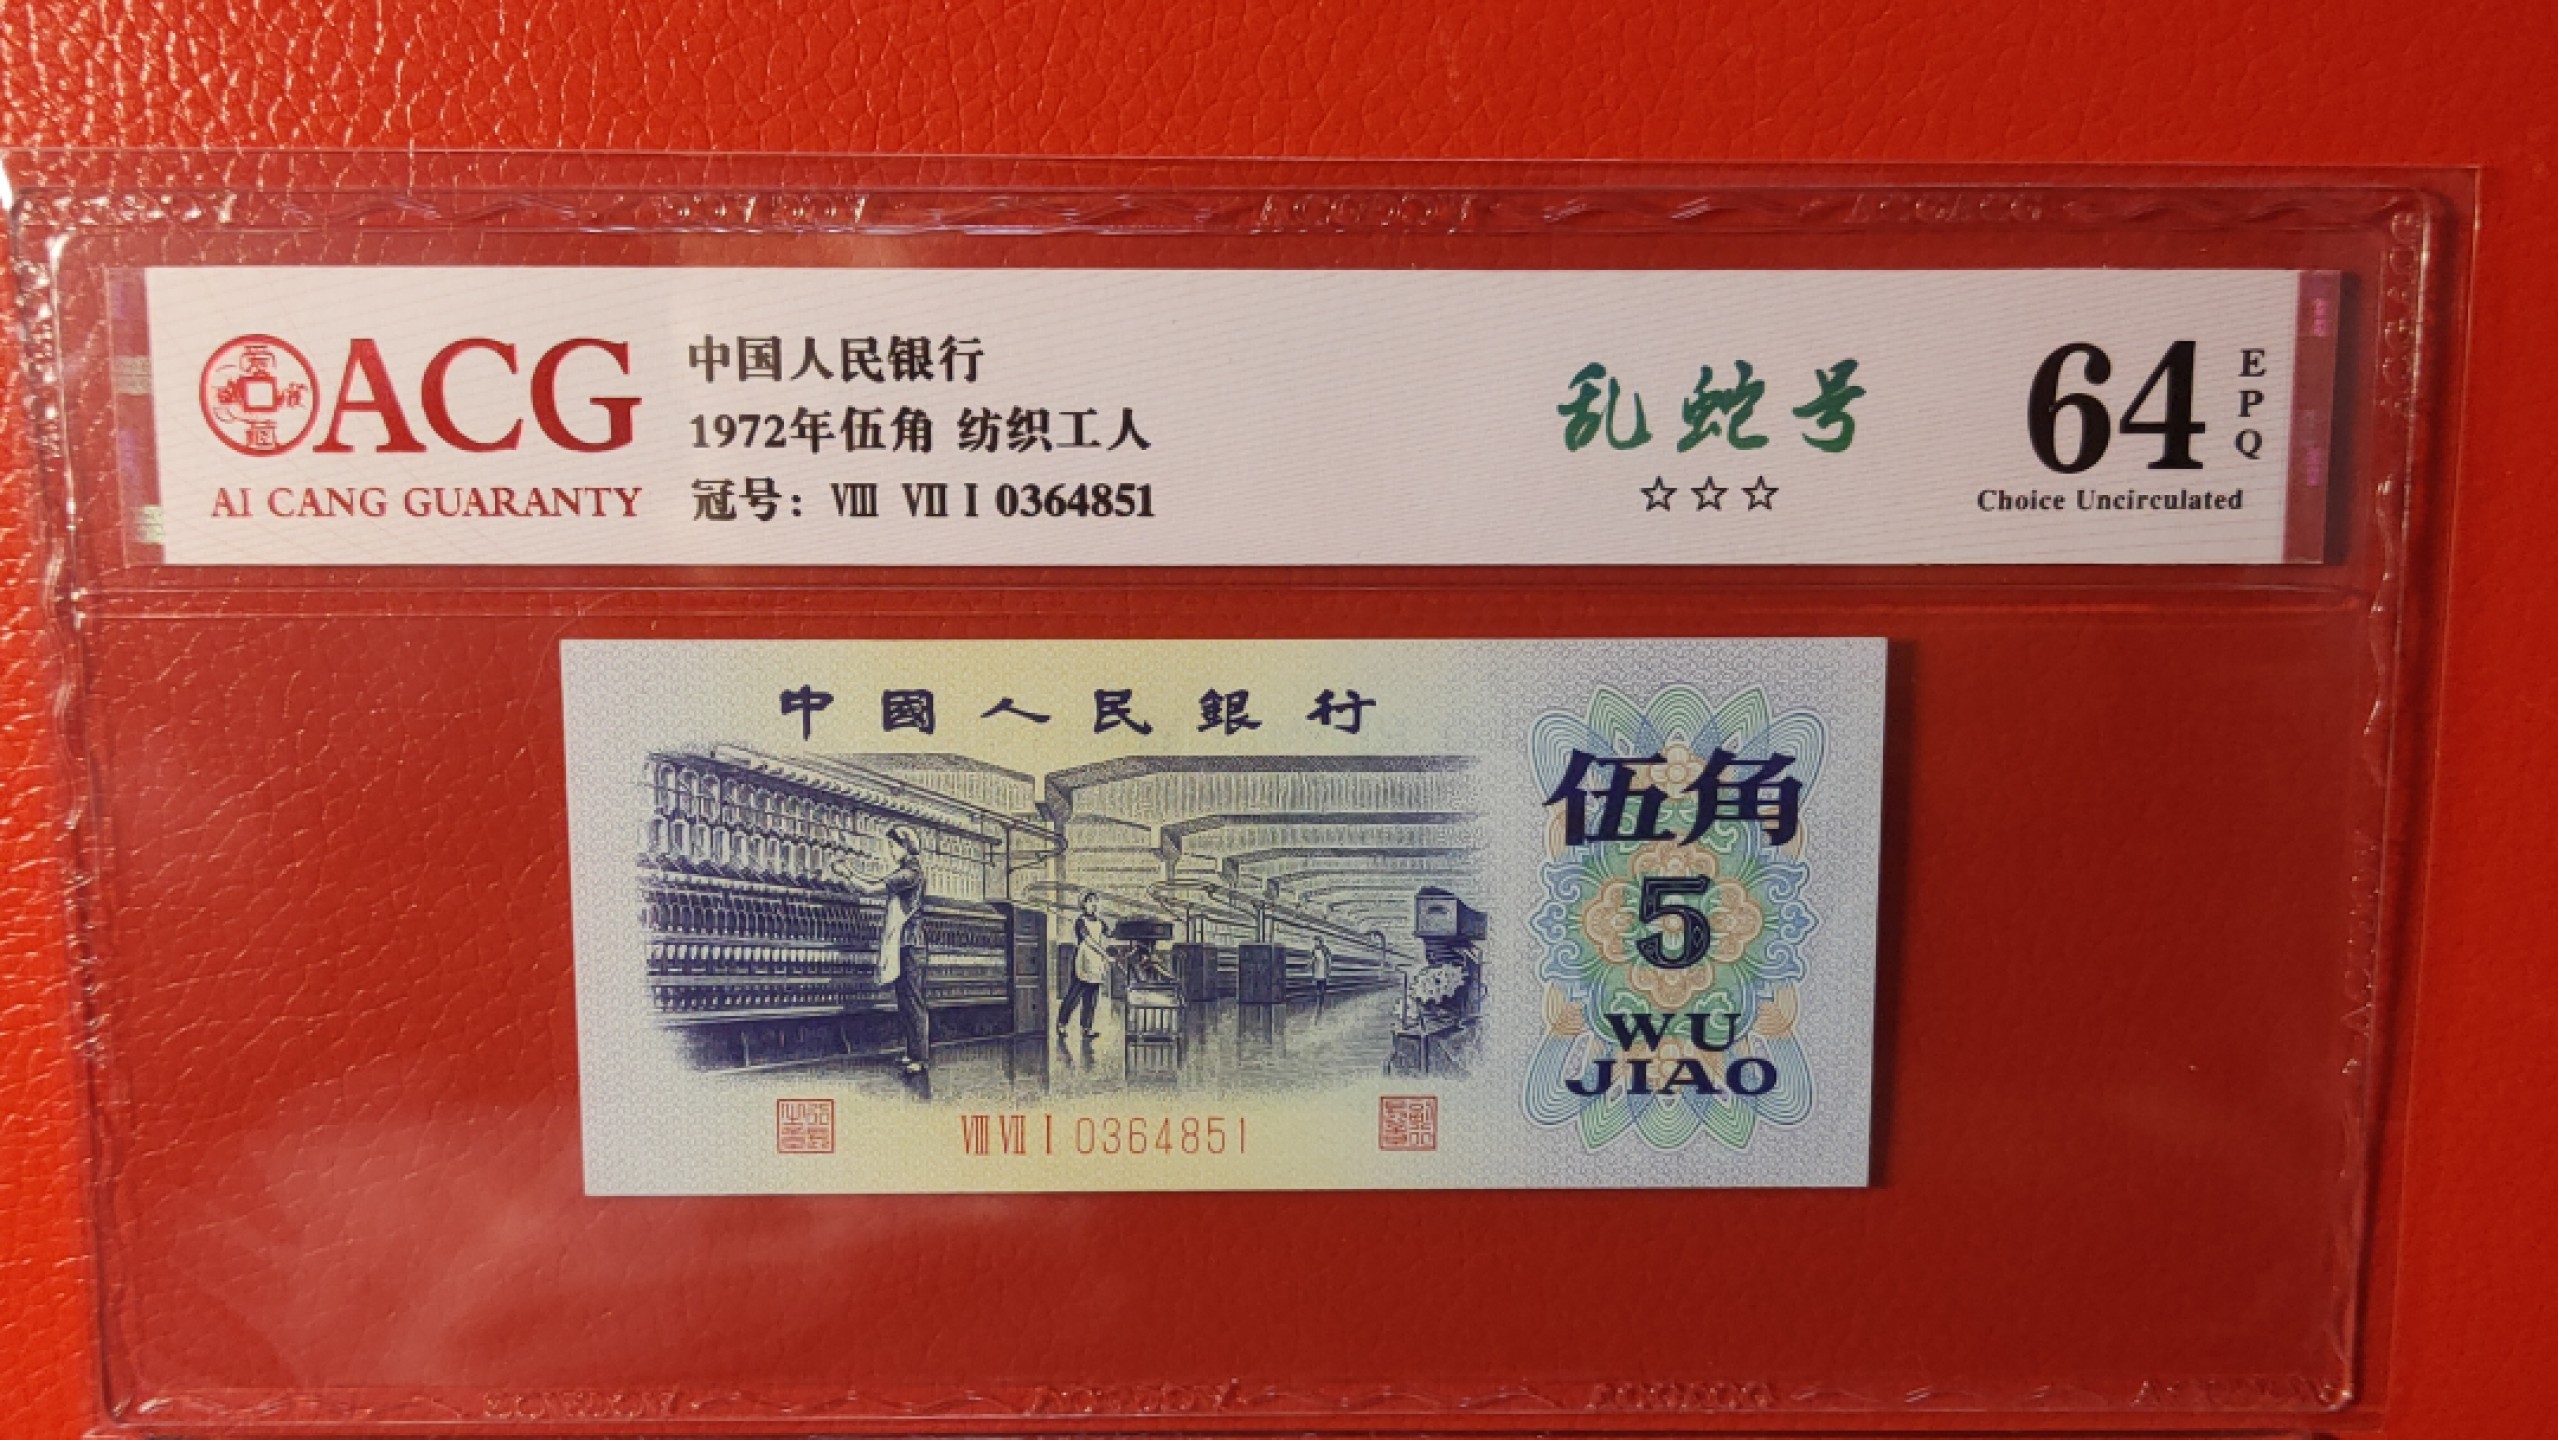 ACG
AI CANG GUARANTY
中国人民银行
1972年伍角 纺织工人
冠号: Ⅷ Ⅶ Ⅰ 0364851
乱蛇号
☆☆☆
64
EPQ
Choice Uncirculated
中國人民銀行
伍角
5
WU
JIAO
Ⅷ Ⅶ Ⅰ 0364851